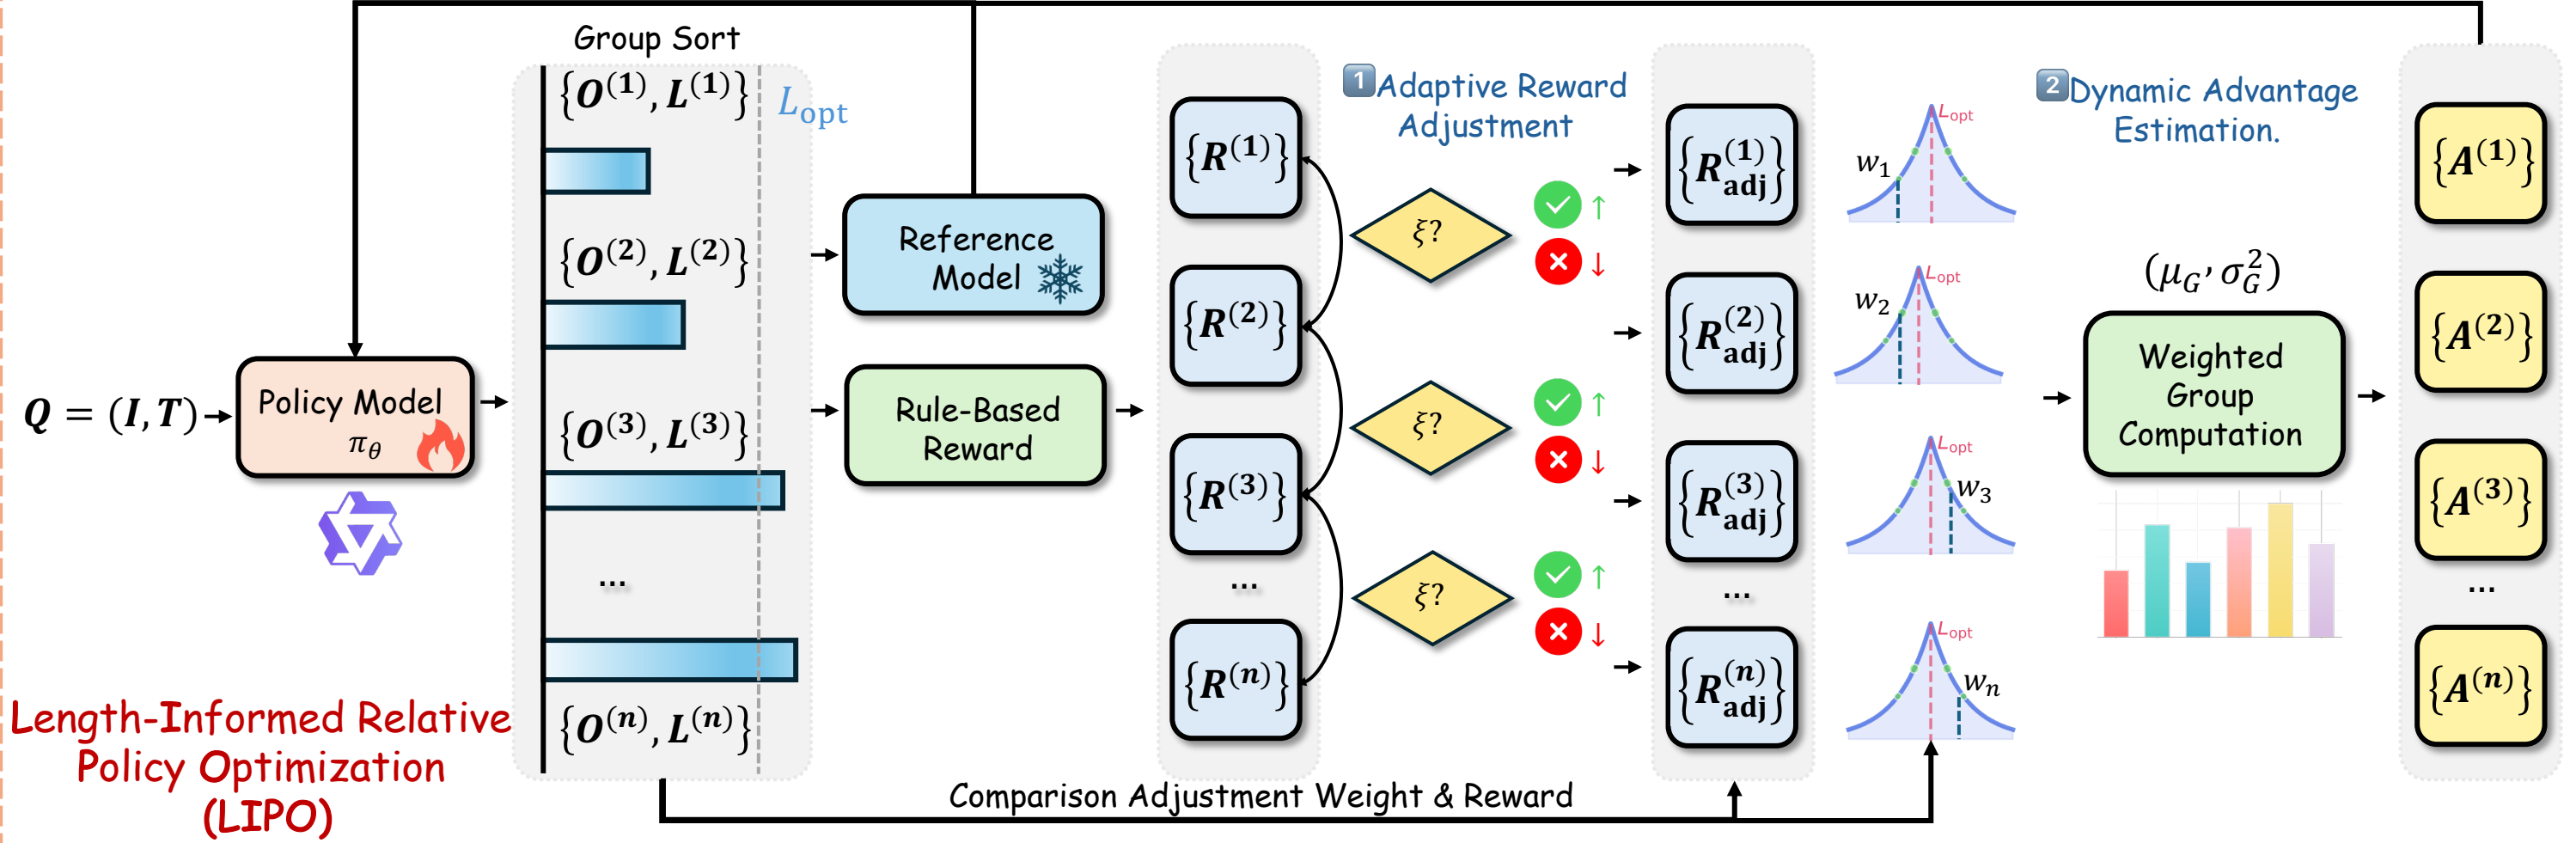 Group Sort
{O^(1), L^(1)}
L_opt
{O^(2), L^(2)}
{O^(3), L^(3)}
...
{O^(n), L^(n)}
Q = (I, T)
Policy Model
π_θ
Length-Informed Relative
Policy Optimization
(LIPO)
Reference
Model
Rule-Based
Reward
{R^(1)}
{R^(2)}
{R^(3)}
...
{R^(n)}
1 Adaptive Reward
Adjustment
ξ?
ξ?
ξ?
{R_adj^(1)}
{R_adj^(2)}
{R_adj^(3)}
...
{R_adj^(n)}
L_opt
w_1
L_opt
w_2
L_opt
w_3
L_opt
w_n
2 Dynamic Advantage
Estimation.
(μ_G, σ_G^2)
Weighted
Group
Computation
{A^(1)}
{A^(2)}
{A^(3)}
...
{A^(n)}
Comparison Adjustment Weight & Reward